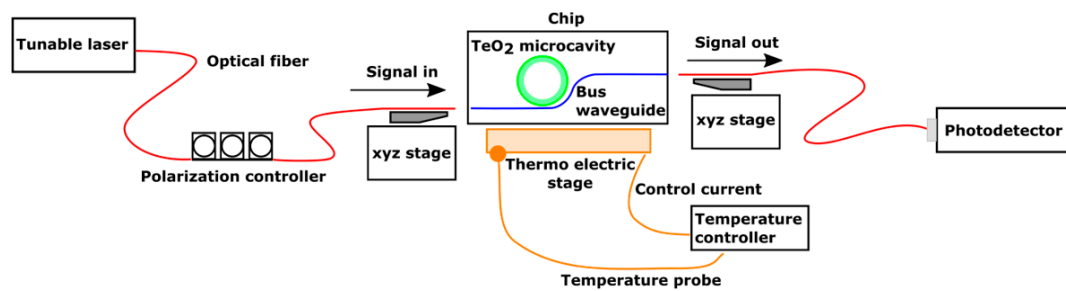 Chip
Tunable laser
TeO₂ microcavity
Signal out
Optical fiber
Signal in
Bus
waveguide
xyz stage
Photodetector
xyz stage
Polarization controller
Thermo electric
stage
Control current
Temperature
controller
Temperature probe